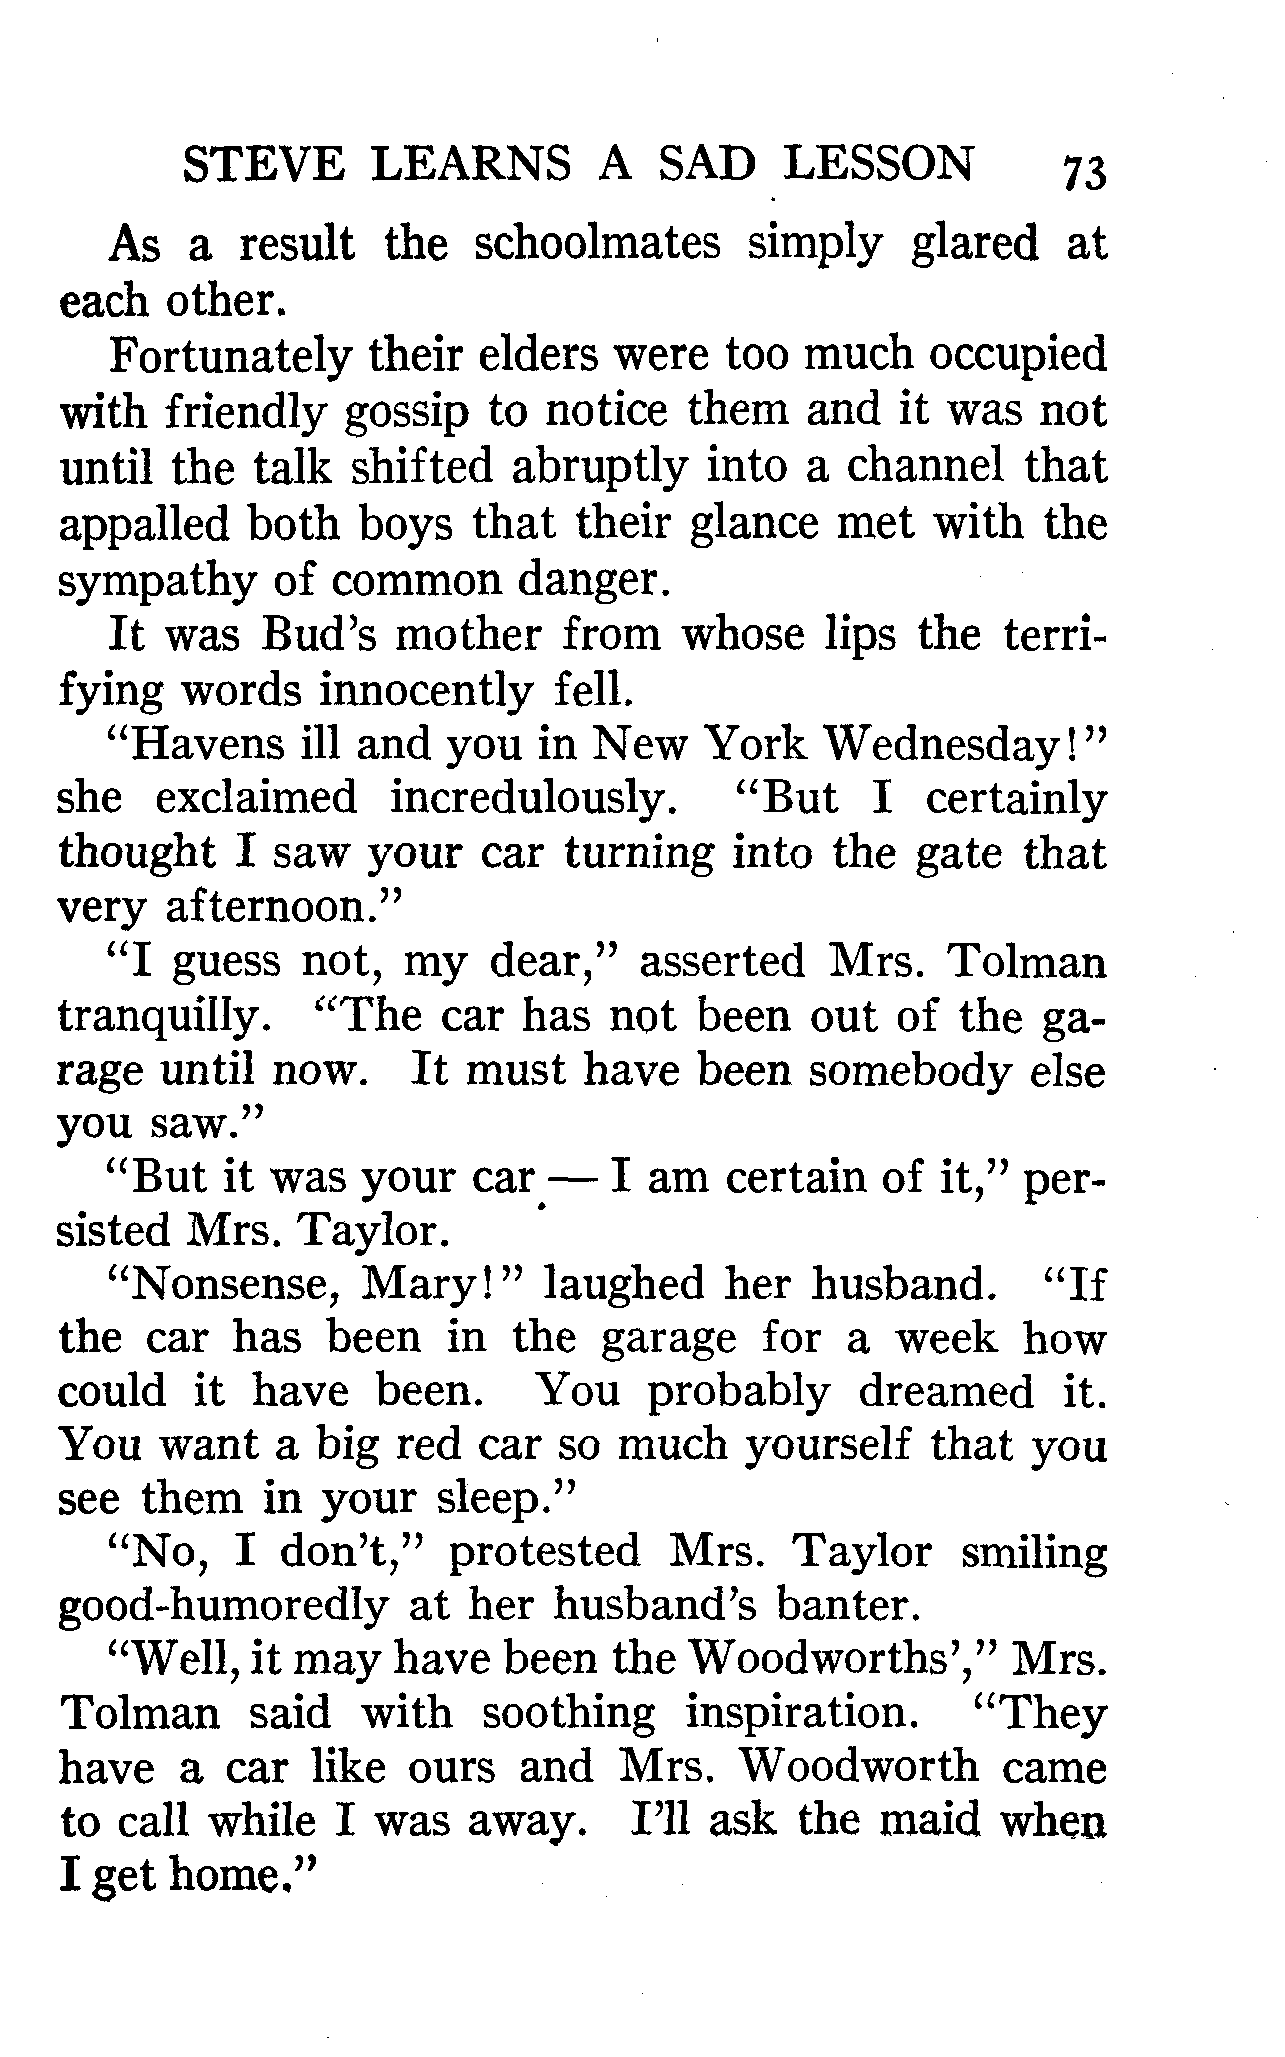 STEVE LEARNS A SAD LESSON 73
As a result the schoolmates simply glared at
each other.
Fortunately their elders were too much occupied
with friendly gossip to notice them and it was not
until the talk shifted abruptly into a channel that
appalled both boys that their glance met with the
sympathy of common danger.
It was Bud's mother from whose lips the terri-
fying words innocently fell.
“Havens ill and you in New York Wednesday!”
she exclaimed incredulously. “But I certainly
thought I saw your car turning into the gate that
very afternoon.”
“I guess not, my dear,” asserted Mrs. Tolman
tranquilly. “The car has not been out of the ga-
rage until now. It must have been somebody else
you saw.”
“But it was your car — I am certain of it,” per-
sisted Mrs. Taylor.
“Nonsense, Mary!” laughed her husband. “If
the car has been in the garage for a week how
could it have been. You probably dreamed it.
You want a big red car so much yourself that you
see them in your sleep.”
“No, I don't,” protested Mrs. Taylor smiling
good-humoredly at her husband's banter.
“Well, it may have been the Woodworths',” Mrs.
Tolman said with soothing inspiration. “They
have a car like ours and Mrs. Woodworth came
to call while I was away. I'll ask the maid when
I get home.”